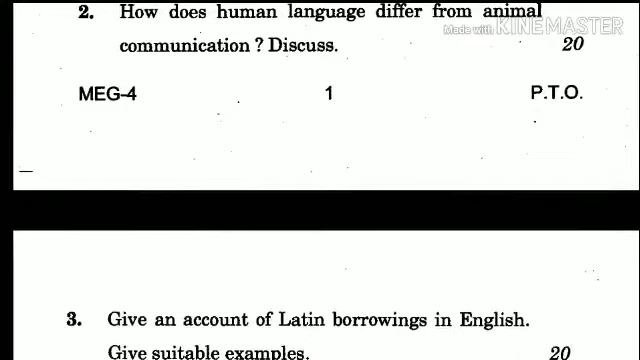 2. How does human language differ from animal
Made with KINEMASTER
communication ? Discuss. 20
MEG-4 1 P.T.O.
3. Give an account of Latin borrowings in English.
Give suitable examples. 20